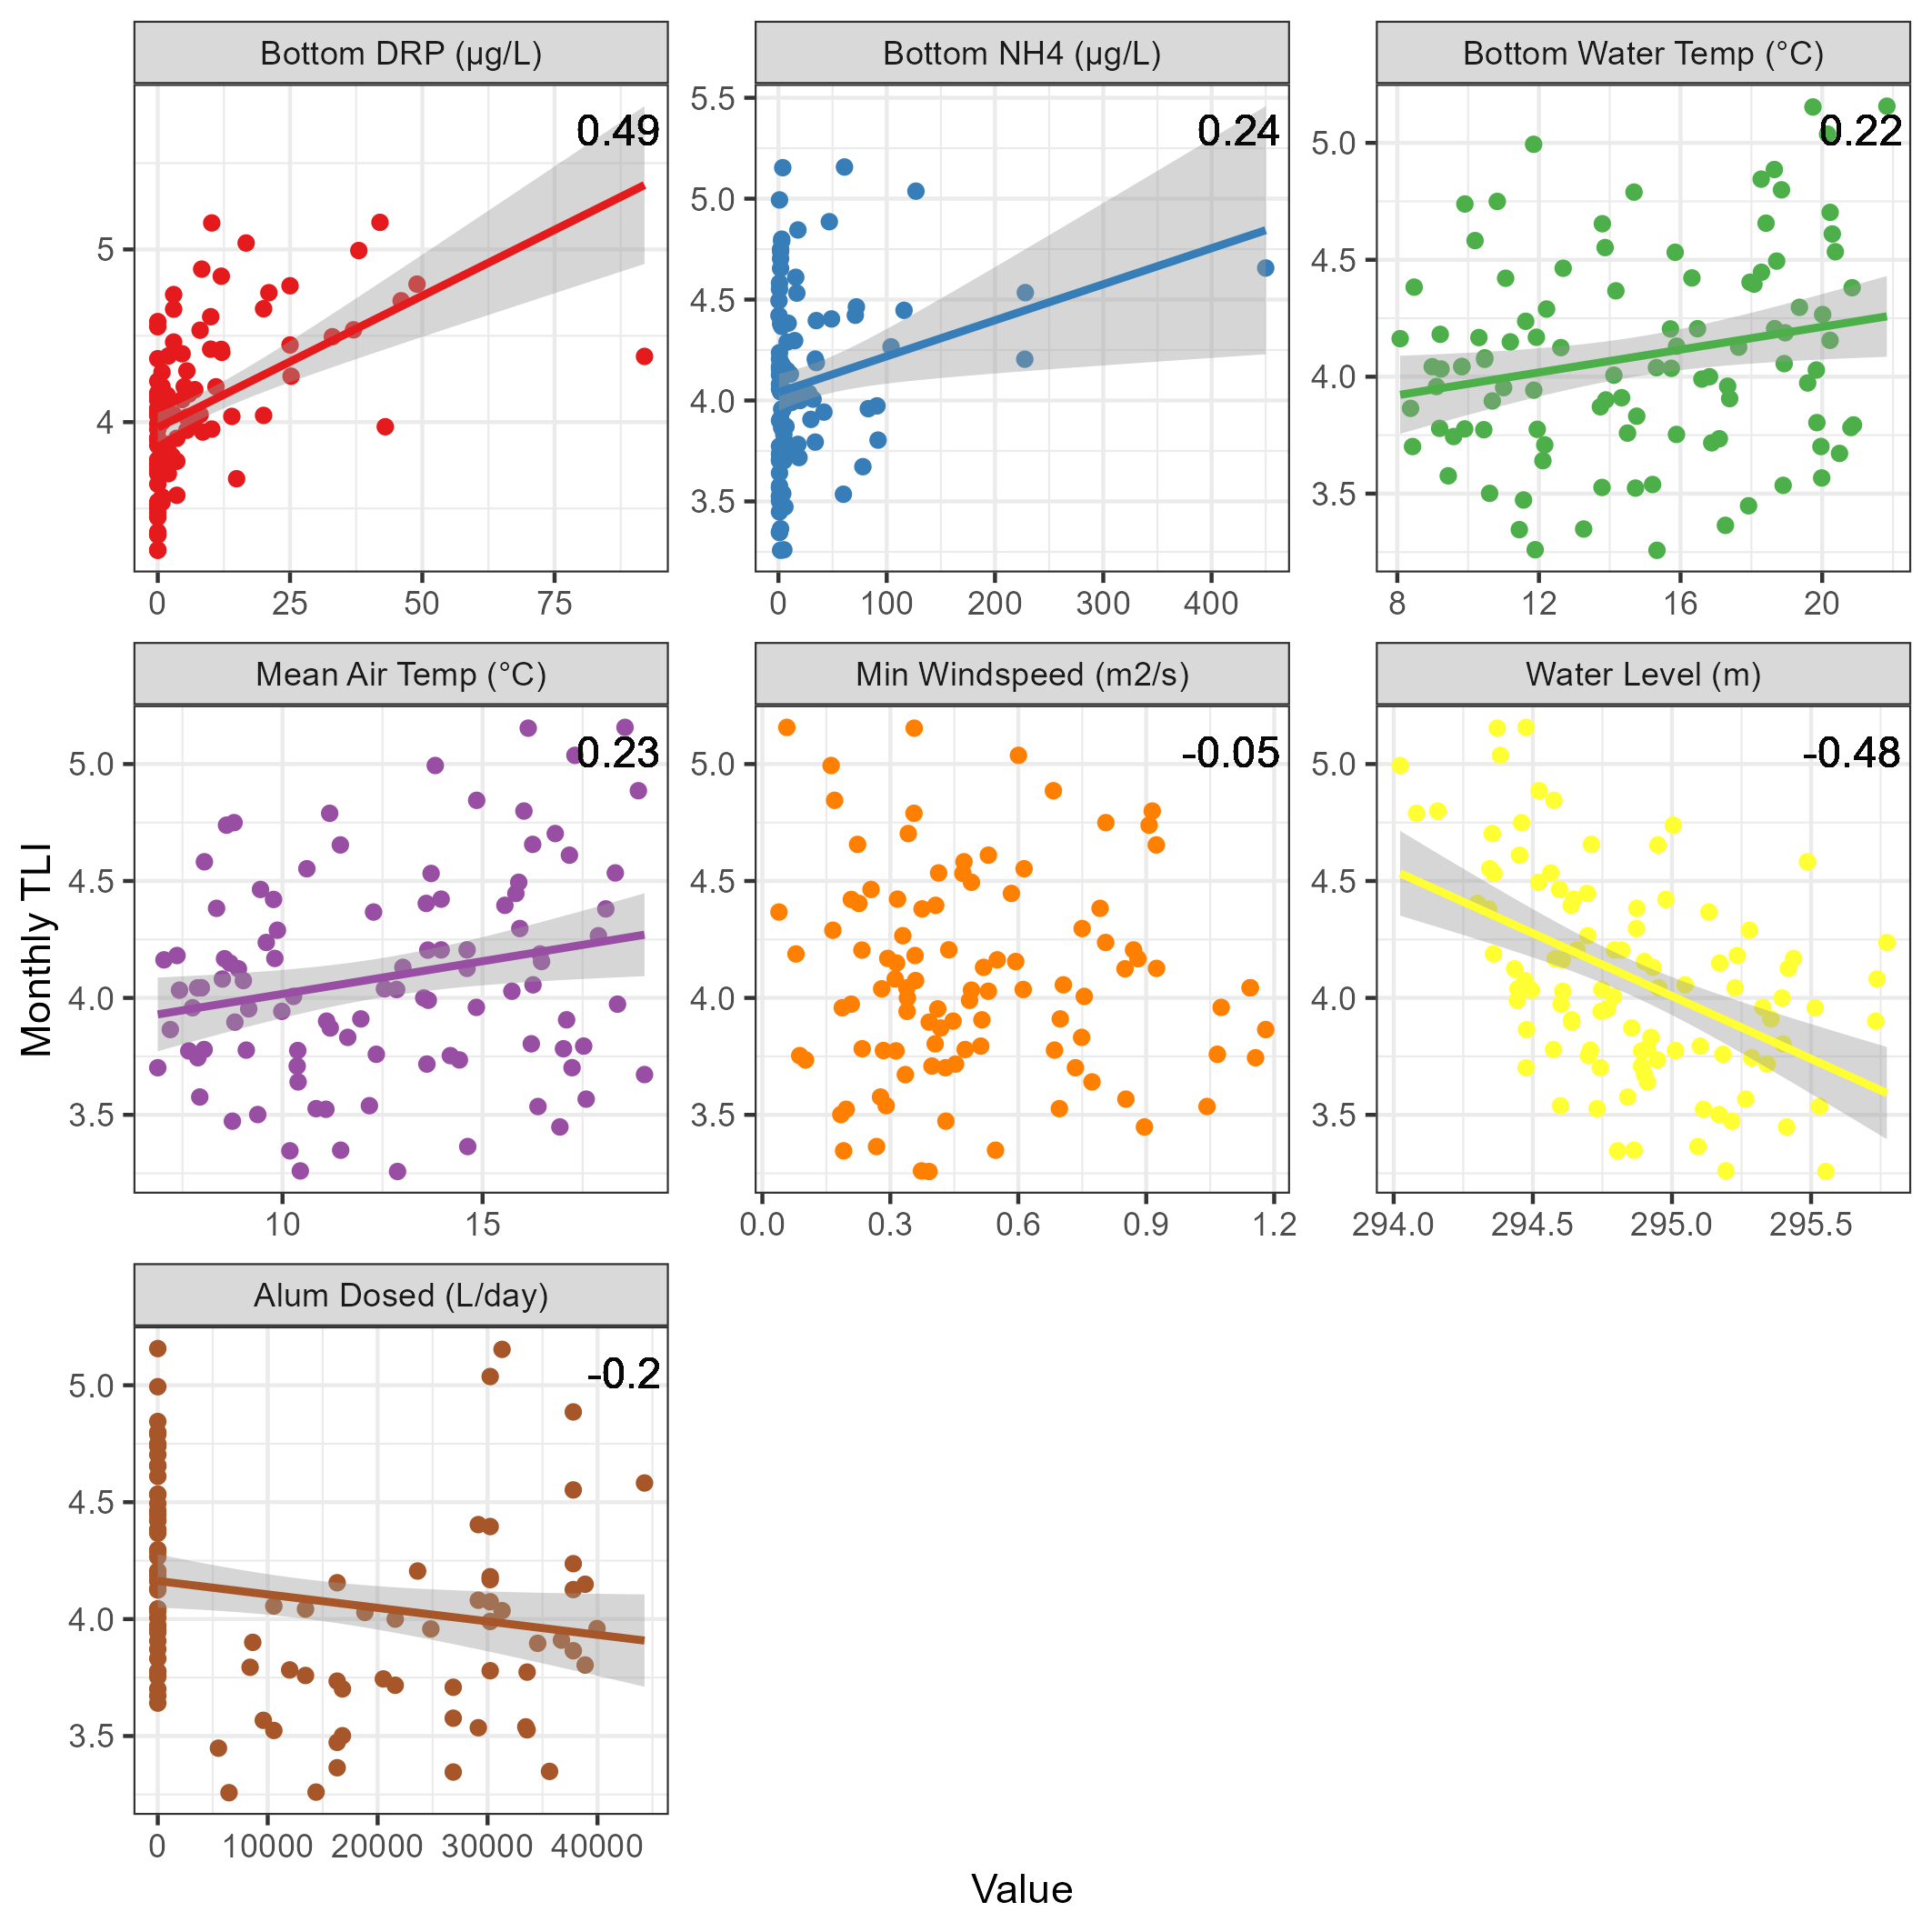 Bottom DRP (µg/L)
Bottom NH4 (µg/L)
Bottom Water Temp (°C)
0.49
0.24
0.22
5
4
5.5
5.0
4.5
4.0
3.5
5.0
4.5
4.0
3.5
0 25 50 75
0 100 200 300 400
8 12 16 20
Mean Air Temp (°C)
Min Windspeed (m2/s)
Water Level (m)
0.23
-0.05
-0.48
5.0
4.5
4.0
3.5
5.0
4.5
4.0
3.5
5.0
4.5
4.0
3.5
10 15
0.0 0.3 0.6 0.9 1.2
294.0 294.5 295.0 295.5
Monthly TLI
Alum Dosed (L/day)
-0.2
5.0
4.5
4.0
3.5
0 10000 20000 30000 40000
Value